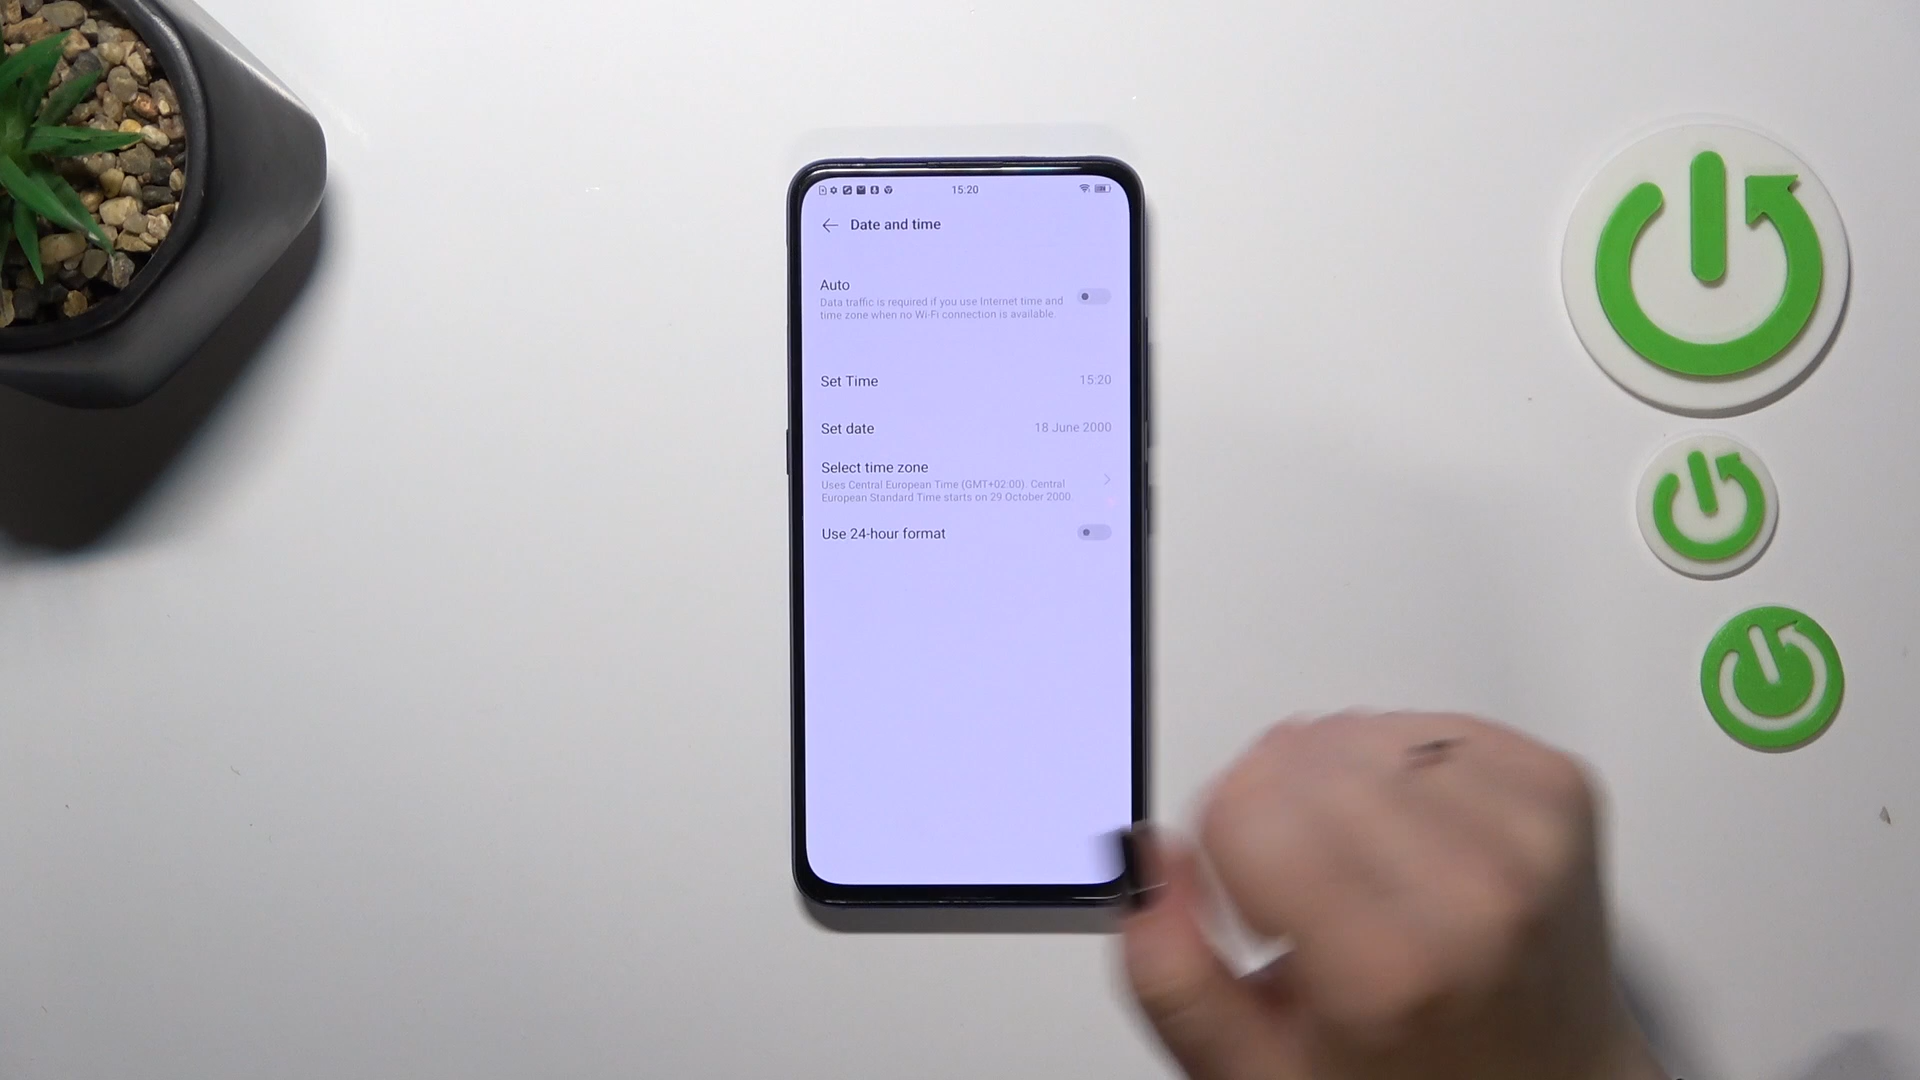 15:20
Date and time
Auto
Data traffic is required if you use Internet time and
time zone when no Wi-Fi connection is available.
Set Time 15:20
Set date 18 June 2000
Select time zone
Uses Central European Time (GMT+02:00). Central
European Standard Time starts on 29 October 2000.
Use 24-hour format